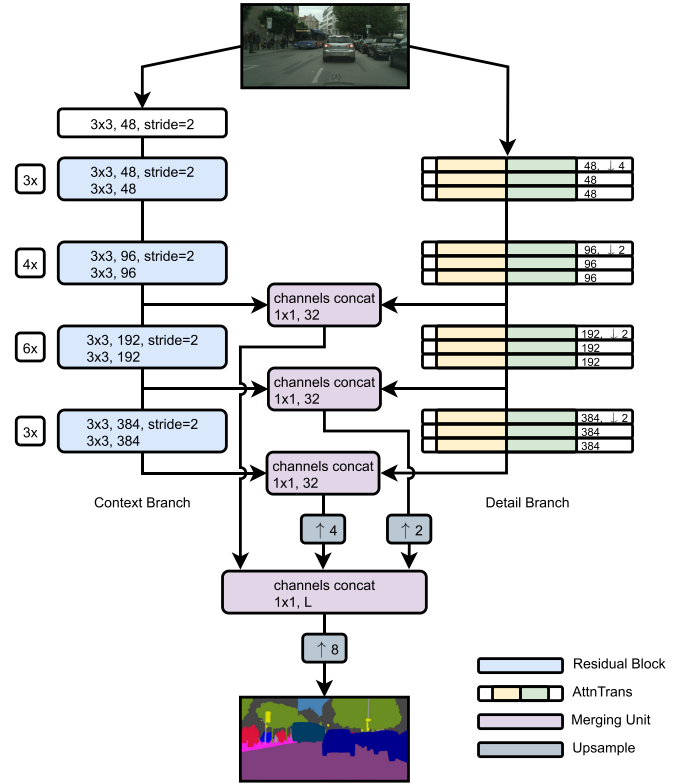 3x3, 48, stride=2
3x
3x3, 48, stride=2
3x3, 48
48, ↓ 4
48
48
4x
3x3, 96, stride=2
3x3, 96
96, ↓ 2
96
96
channels concat
1x1, 32
6x
3x3, 192, stride=2
3x3, 192
192, ↓ 2
192
192
channels concat
1x1, 32
3x
3x3, 384, stride=2
3x3, 384
384, ↓ 2
384
384
channels concat
1x1, 32
Context Branch
Detail Branch
↑ 4
↑ 2
channels concat
1x1, L
↑ 8
Residual Block
AttnTrans
Merging Unit
Upsample